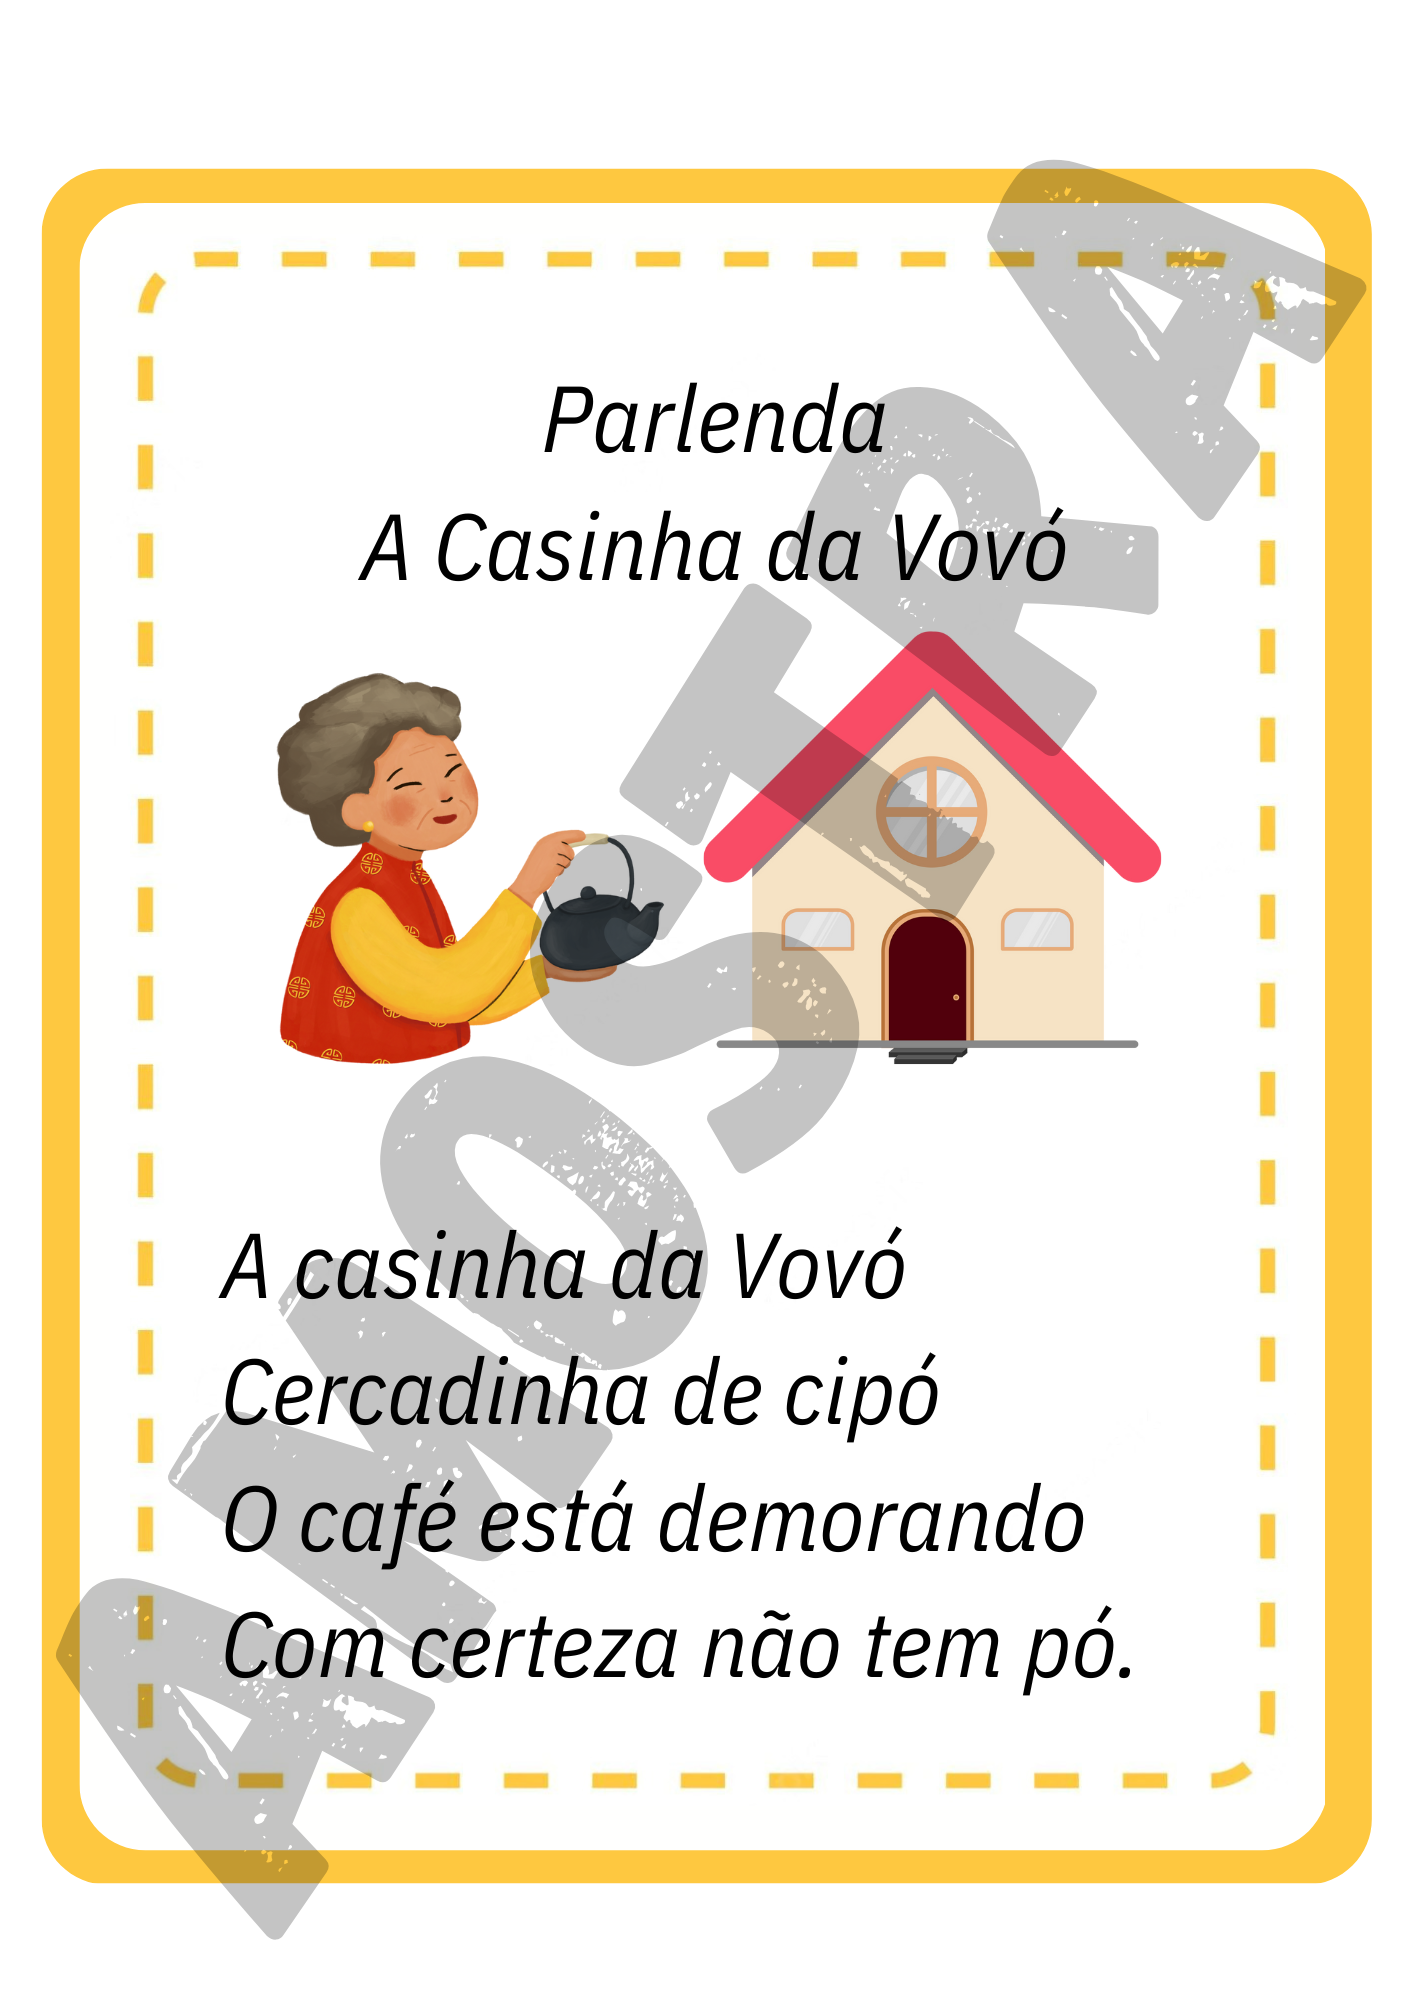 Parlenda
A Casinha da Vovó
A casinha da Vovó
Cercadinha de cipó
O café está demorando
Com certeza não tem pó.
AMOSTRA